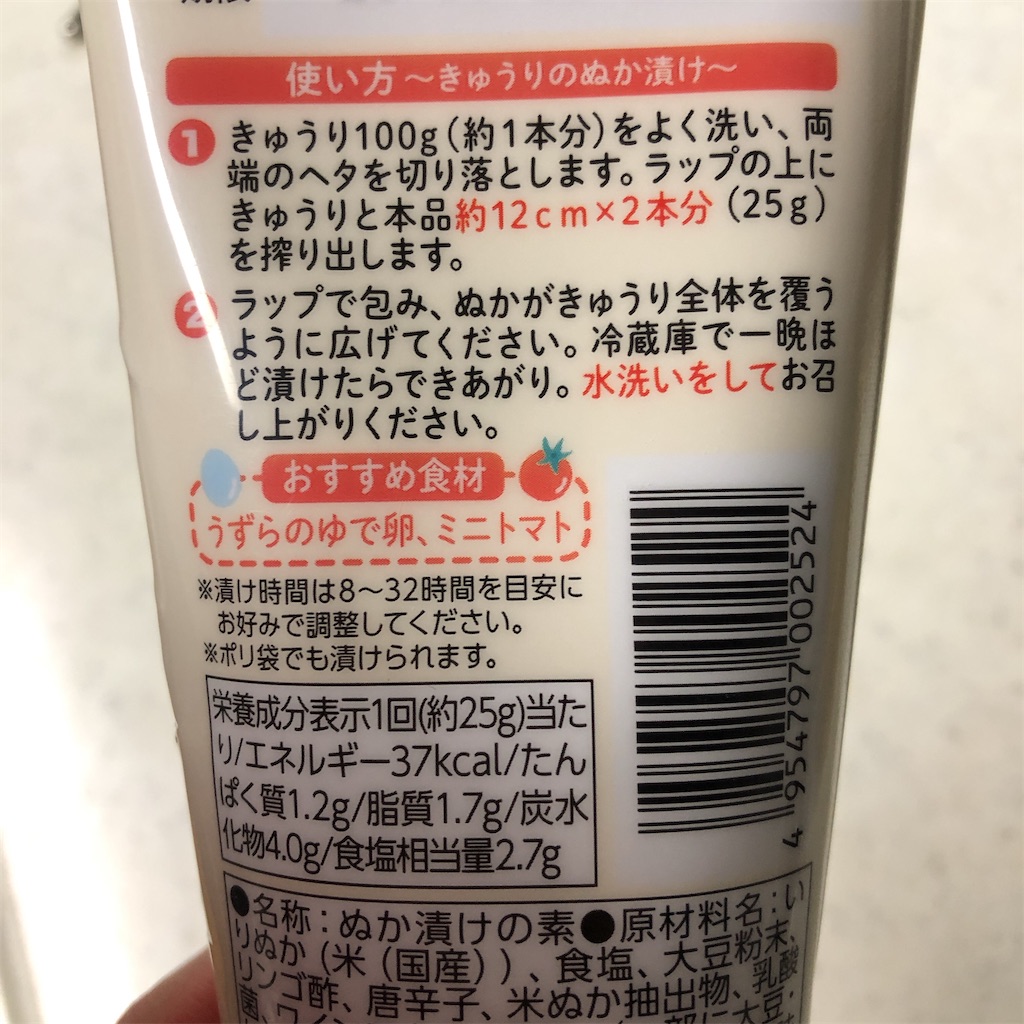 使い方～きゅうりのぬか漬け～
1 きゅうり100g(約1本分)をよく洗い、両
端のヘタを切り落とします。ラップの上に
きゅうりと本品約12cm×2本分(25g)
を搾り出します。
2 ラップで包み、ぬかがきゅうり全体を覆う
ように広げてください。冷蔵庫で一晩ほ
ど漬けたらできあがり。水洗いをしてお召
し上がりください。
おすすめ食材
うずらのゆで卵、ミニトマト
※漬け時間は8～32時間を目安に
お好みで調整してください。
※ポリ袋でも漬けられます。
栄養成分表示1回(約25g)当た
り/エネルギー37kcal/たん
ぱく質1.2g/脂質1.7g/炭水
化物4.0g/食塩相当量2.7g
4 954797 002524
●名称:ぬか漬けの素●原材料名:い
りぬか(米(国産))、食塩、大豆粉末、
リンゴ酢、唐辛子、米ぬか抽出物、乳酸
菌、